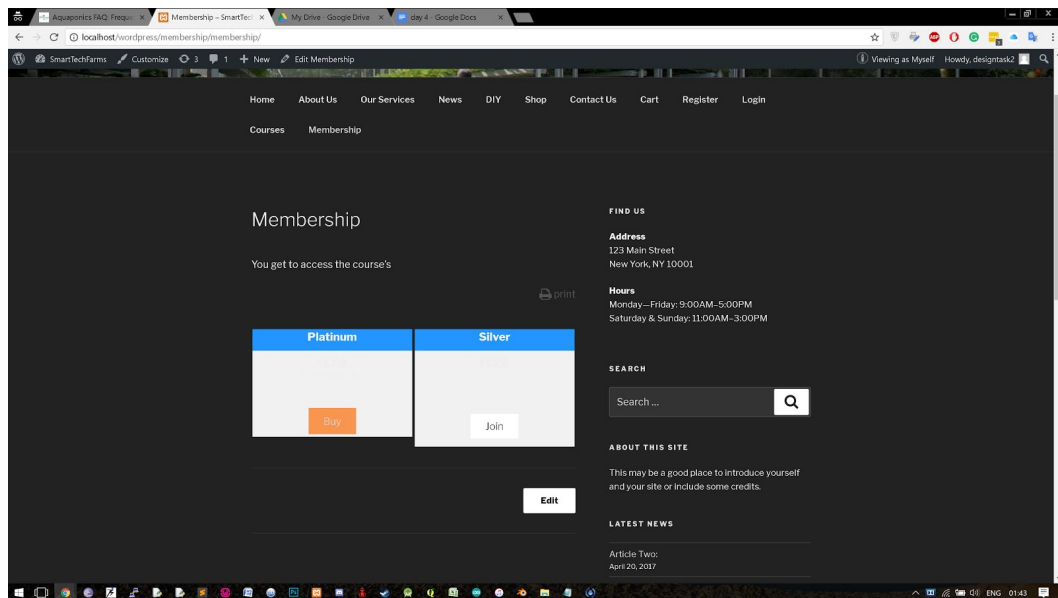 Aquaponics FAQ: Freque
Membership – SmartTec
My Drive - Google Drive
day 4 - Google Docs
localhost/wordpress/membership/membership/
SmartTechFarms
Customize
3
1
New
Edit Membership
Viewing as Myself
Howdy, designtask2
Home
About Us
Our Services
News
DIY
Shop
Contact Us
Cart
Register
Login
Courses
Membership
Membership
You get to access the course's
print
Platinum
Silver
Buy
Join
Edit
FIND US
Address
123 Main Street
New York, NY 10001
Hours
Monday—Friday: 9:00AM–5:00PM
Saturday & Sunday: 11:00AM–3:00PM
SEARCH
Search …
ABOUT THIS SITE
This may be a good place to introduce yourself
and your site or include some credits.
LATEST NEWS
Article Two:
April 20, 2017
ENG
01:43